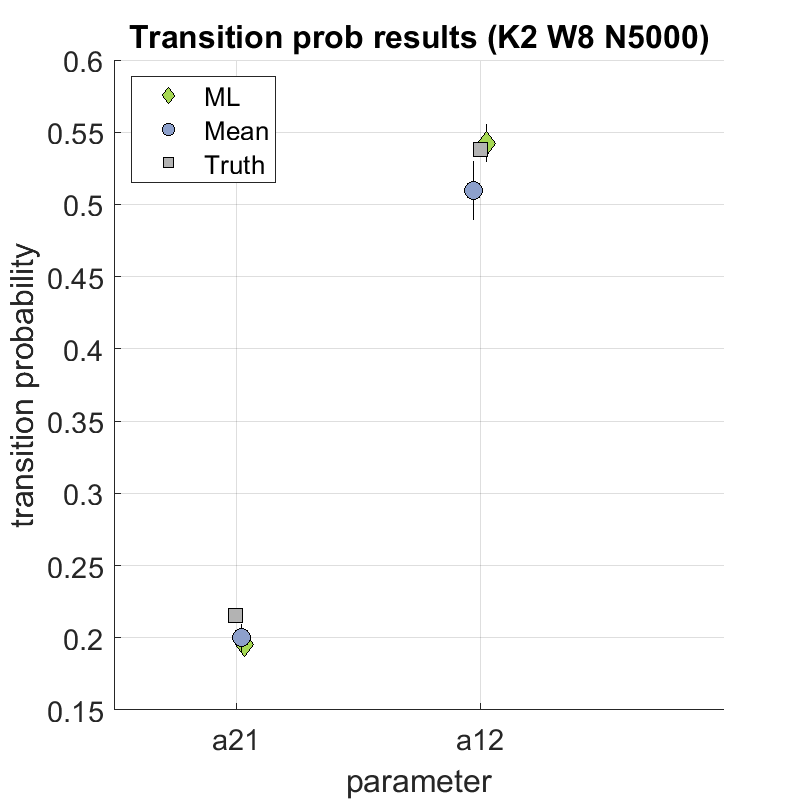 Transition prob results (K2 W8 N5000)
ML
Mean
Truth
0.6
0.55
0.5
0.45
0.4
0.35
0.3
0.25
0.2
0.15
transition probability
a21
a12
parameter